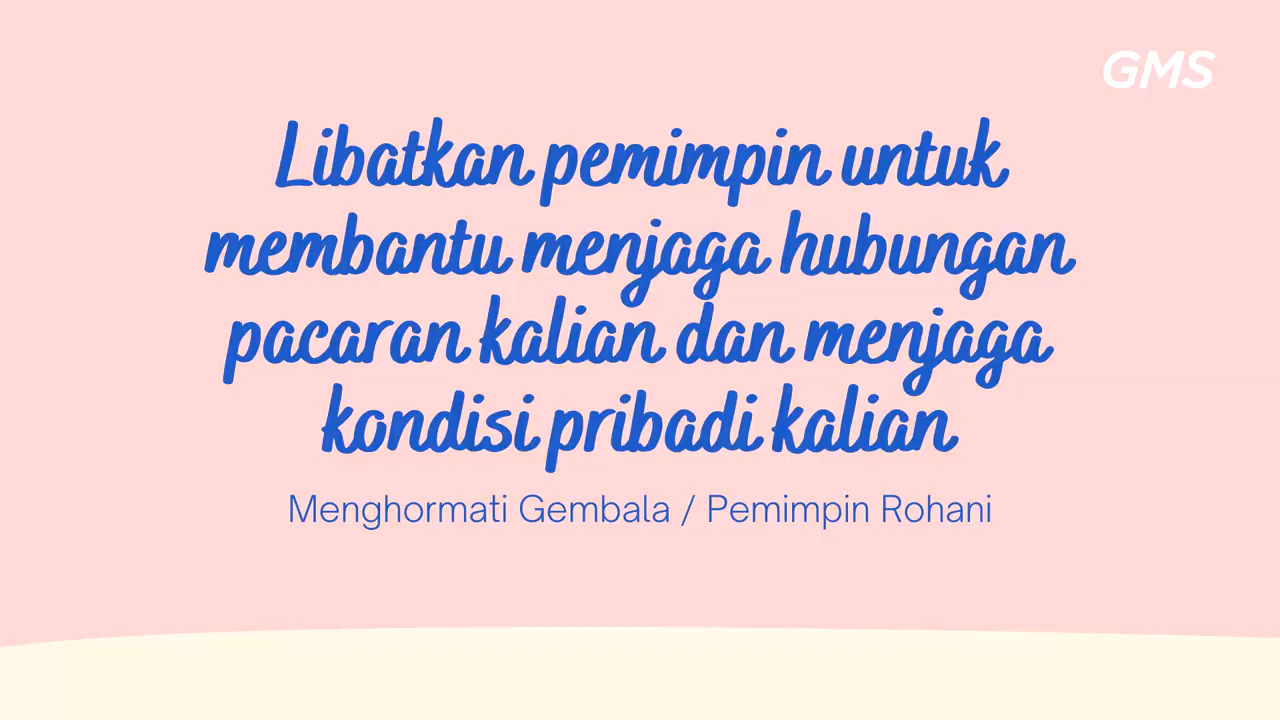 GMS
Libatkan pemimpin untuk
membantu menjaga hubungan
pacaran kalian dan menjaga
kondisi pribadi kalian
Menghormati Gembala / Pemimpin Rohani